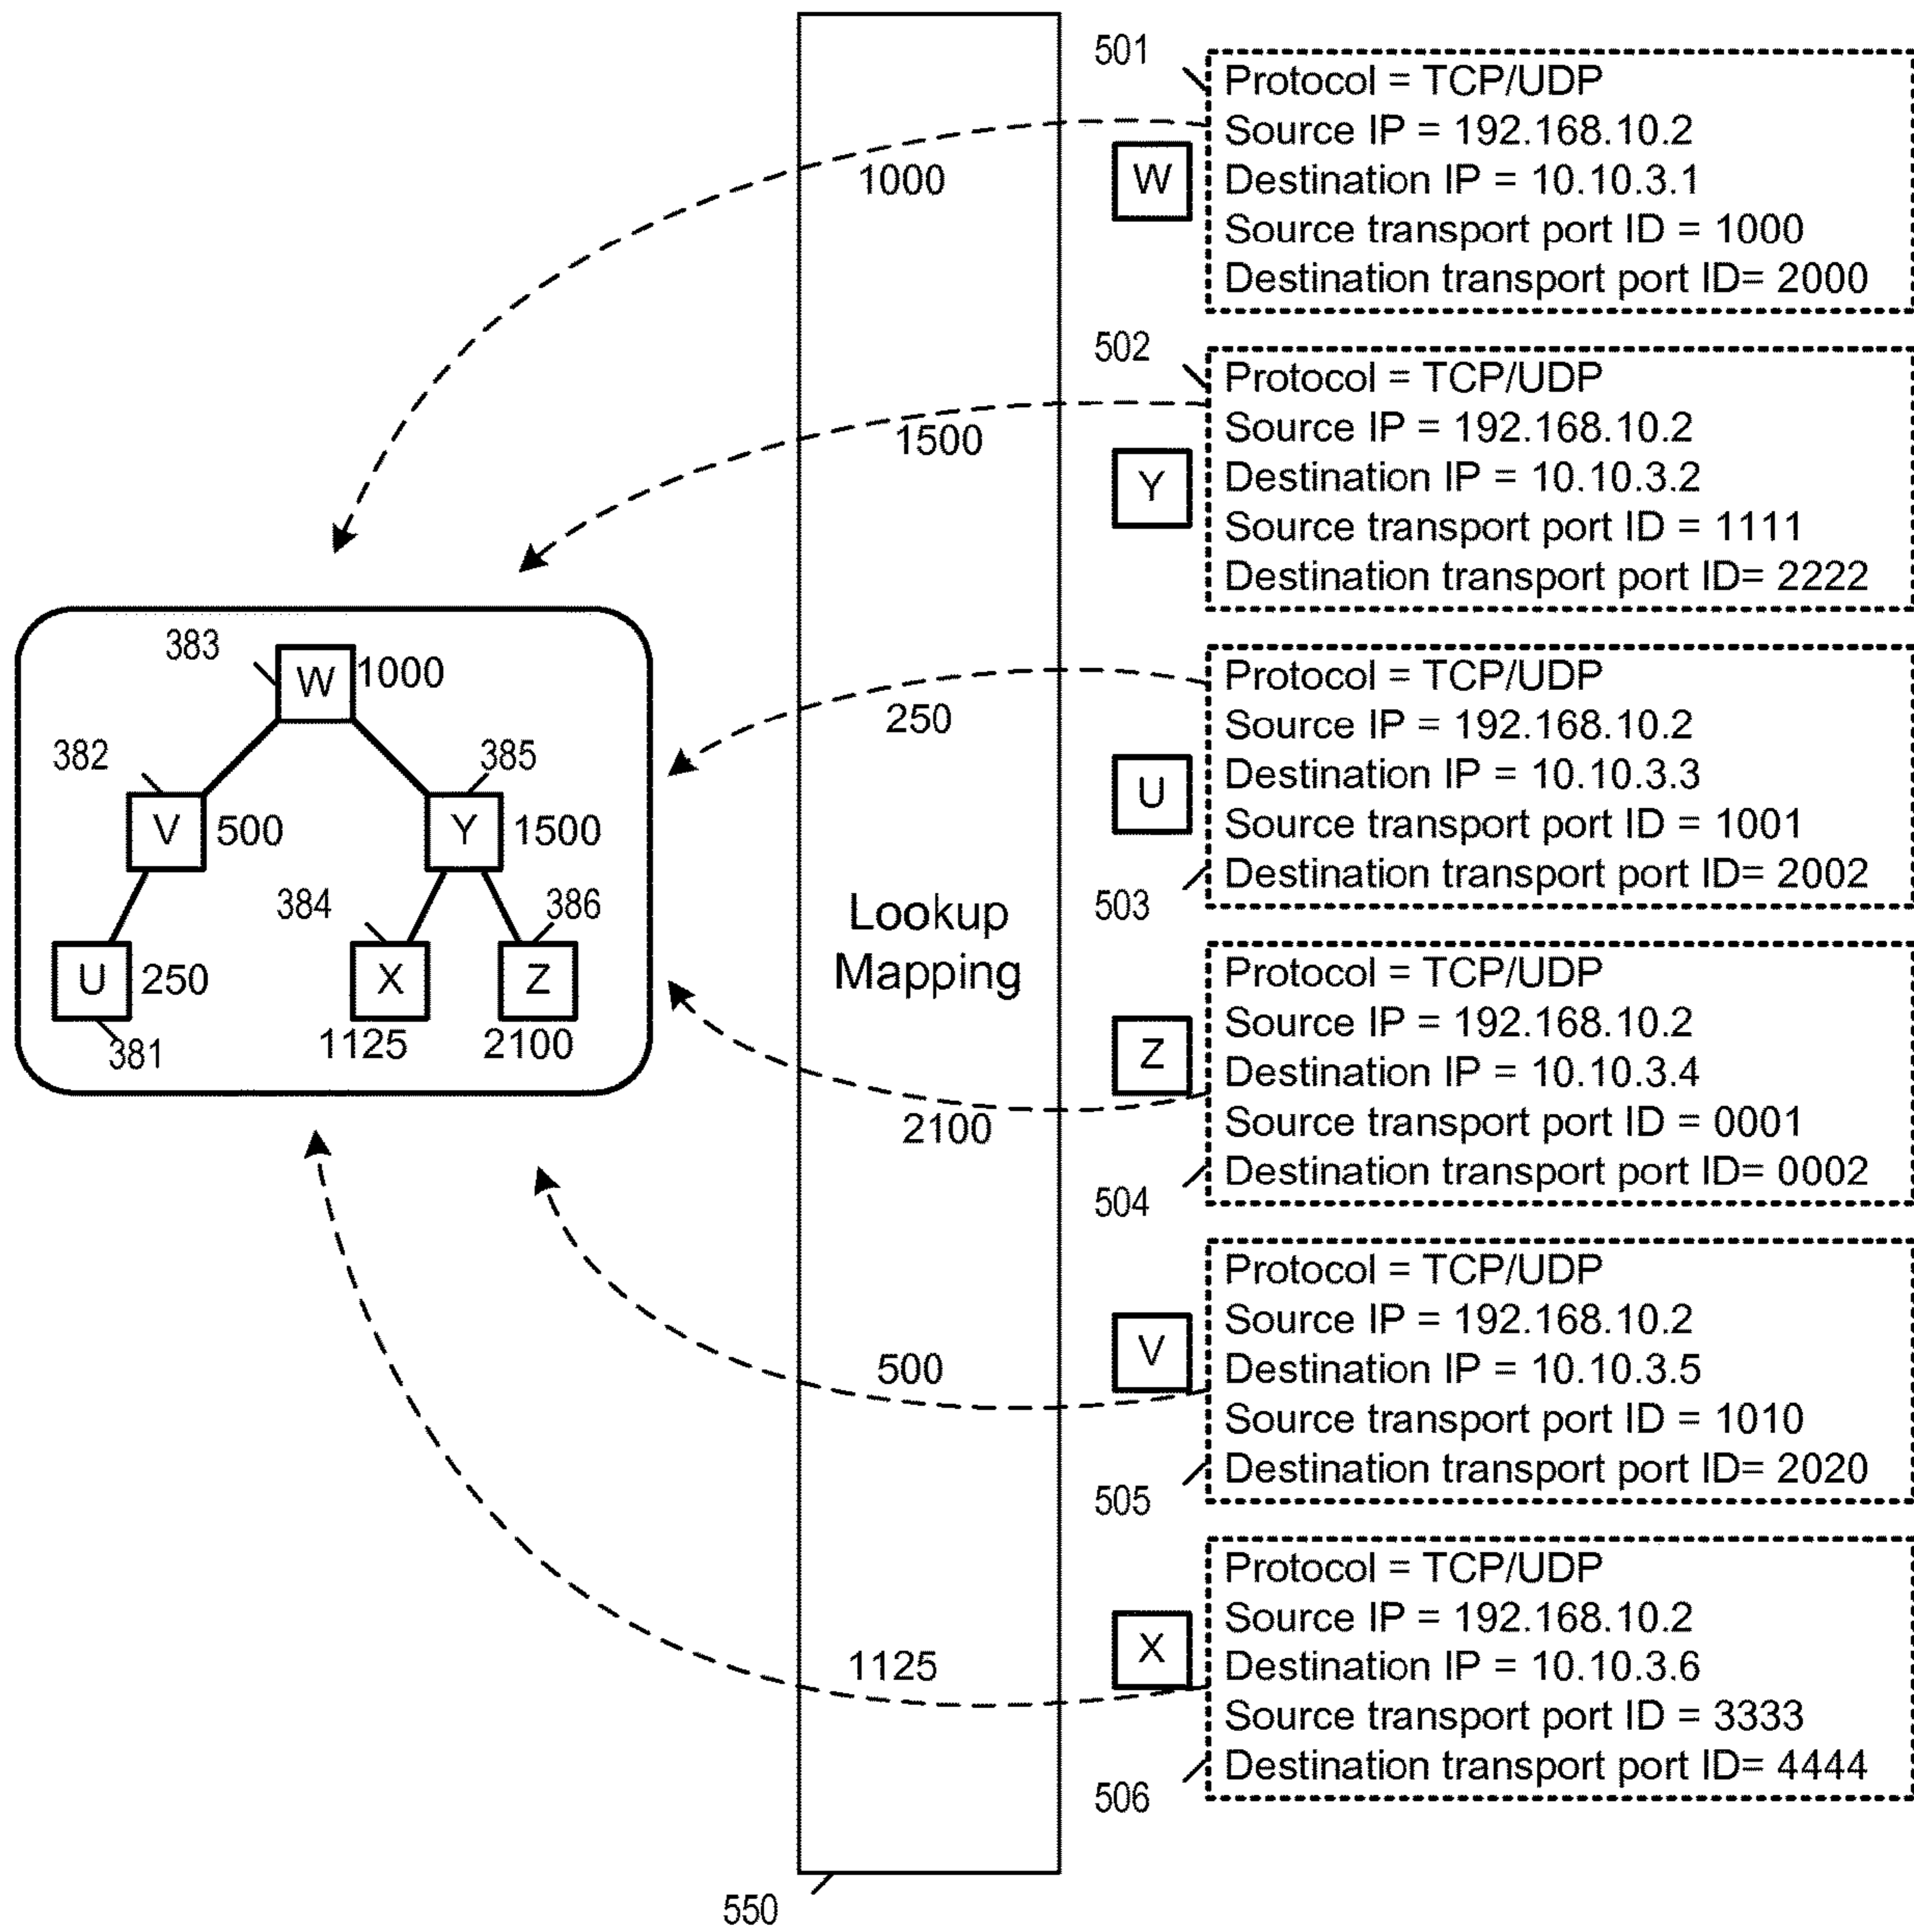 383
W 1000
382
385
V 500
Y 1500
384
386
U 250
X
Z
1125
2100
381
1000
1500
250
Lookup
Mapping
2100
500
1125
550
501
W
Protocol = TCP/UDP
Source IP = 192.168.10.2
Destination IP = 10.10.3.1
Source transport port ID = 1000
Destination transport port ID= 2000
502
Y
Protocol = TCP/UDP
Source IP = 192.168.10.2
Destination IP = 10.10.3.2
Source transport port ID = 1111
Destination transport port ID= 2222
U
Protocol = TCP/UDP
Source IP = 192.168.10.2
Destination IP = 10.10.3.3
Source transport port ID = 1001
Destination transport port ID= 2002
503
Z
Protocol = TCP/UDP
Source IP = 192.168.10.2
Destination IP = 10.10.3.4
Source transport port ID = 0001
Destination transport port ID= 0002
504
V
Protocol = TCP/UDP
Source IP = 192.168.10.2
Destination IP = 10.10.3.5
Source transport port ID = 1010
Destination transport port ID= 2020
505
X
Protocol = TCP/UDP
Source IP = 192.168.10.2
Destination IP = 10.10.3.6
Source transport port ID = 3333
Destination transport port ID= 4444
506